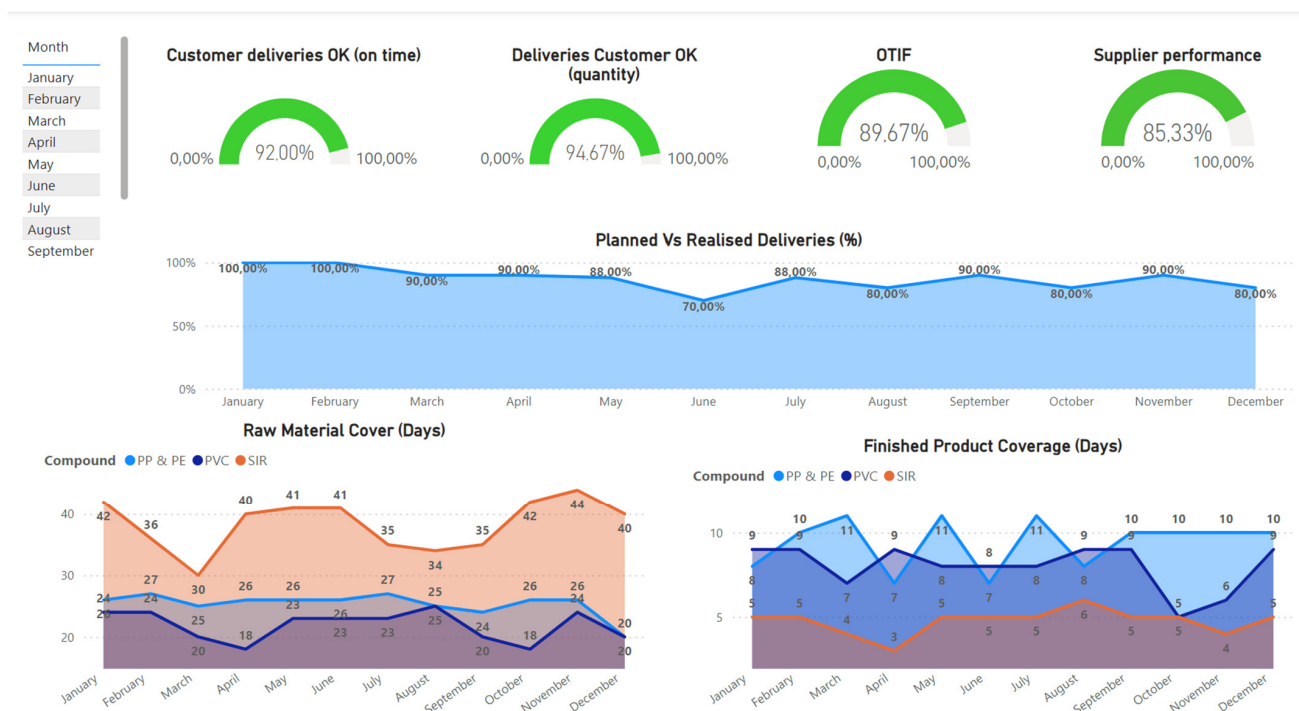 Month
January
February
March
April
May
June
July
August
September
Customer deliveries OK (on time)
92.00%
0,00%
100,00%
Deliveries Customer OK
(quantity)
94.67%
0,00%
100,00%
OTIF
89.67%
0,00%
100,00%
Supplier performance
85.33%
0,00%
100,00%
Planned Vs Realised Deliveries (%)
100%
50%
0%
100,00% 100,00% 90,00% 90,00% 88,00% 70,00% 88,00% 80,00% 90,00% 80,00% 90,00% 80,00%
January February March April May June July August September October November December
Raw Material Cover (Days)
Compound PP & PE PVC SIR
40
30
20
42 36 30 40 41 41 35 34 35 42 44 40
26 27 25 26 26 26 27 25 24 26 26 20
24 24 20 18 23 23 23 25 20 18 24 20
January February March April May June July August September October November December
Finished Product Coverage (Days)
Compound PP & PE PVC SIR
10
5
8 10 11 7 11 7 11 8 10 10 10 10
9 9 7 9 8 8 8 9 9 5 6 9
5 5 4 3 5 5 5 6 5 5 4 5
January February March April May June July August September October November December